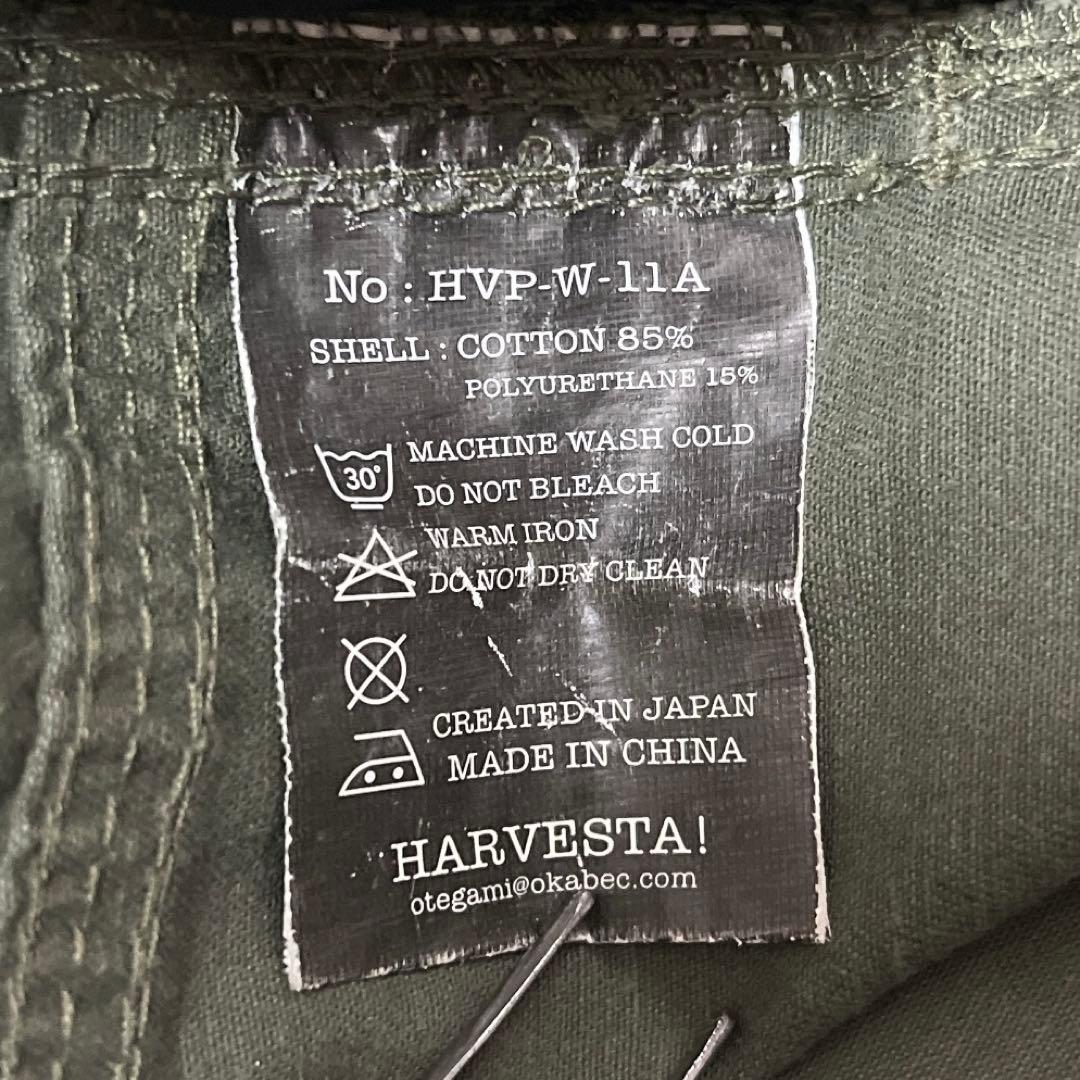 No : HVP-W-11A
SHELL : COTTON 85%
POLYURETHANE 15%
30°
MACHINE WASH COLD
DO NOT BLEACH
WARM IRON
DO NOT DRY CLEAN
CREATED IN JAPAN
MADE IN CHINA
HARVESTA!
otegami@okabec.com